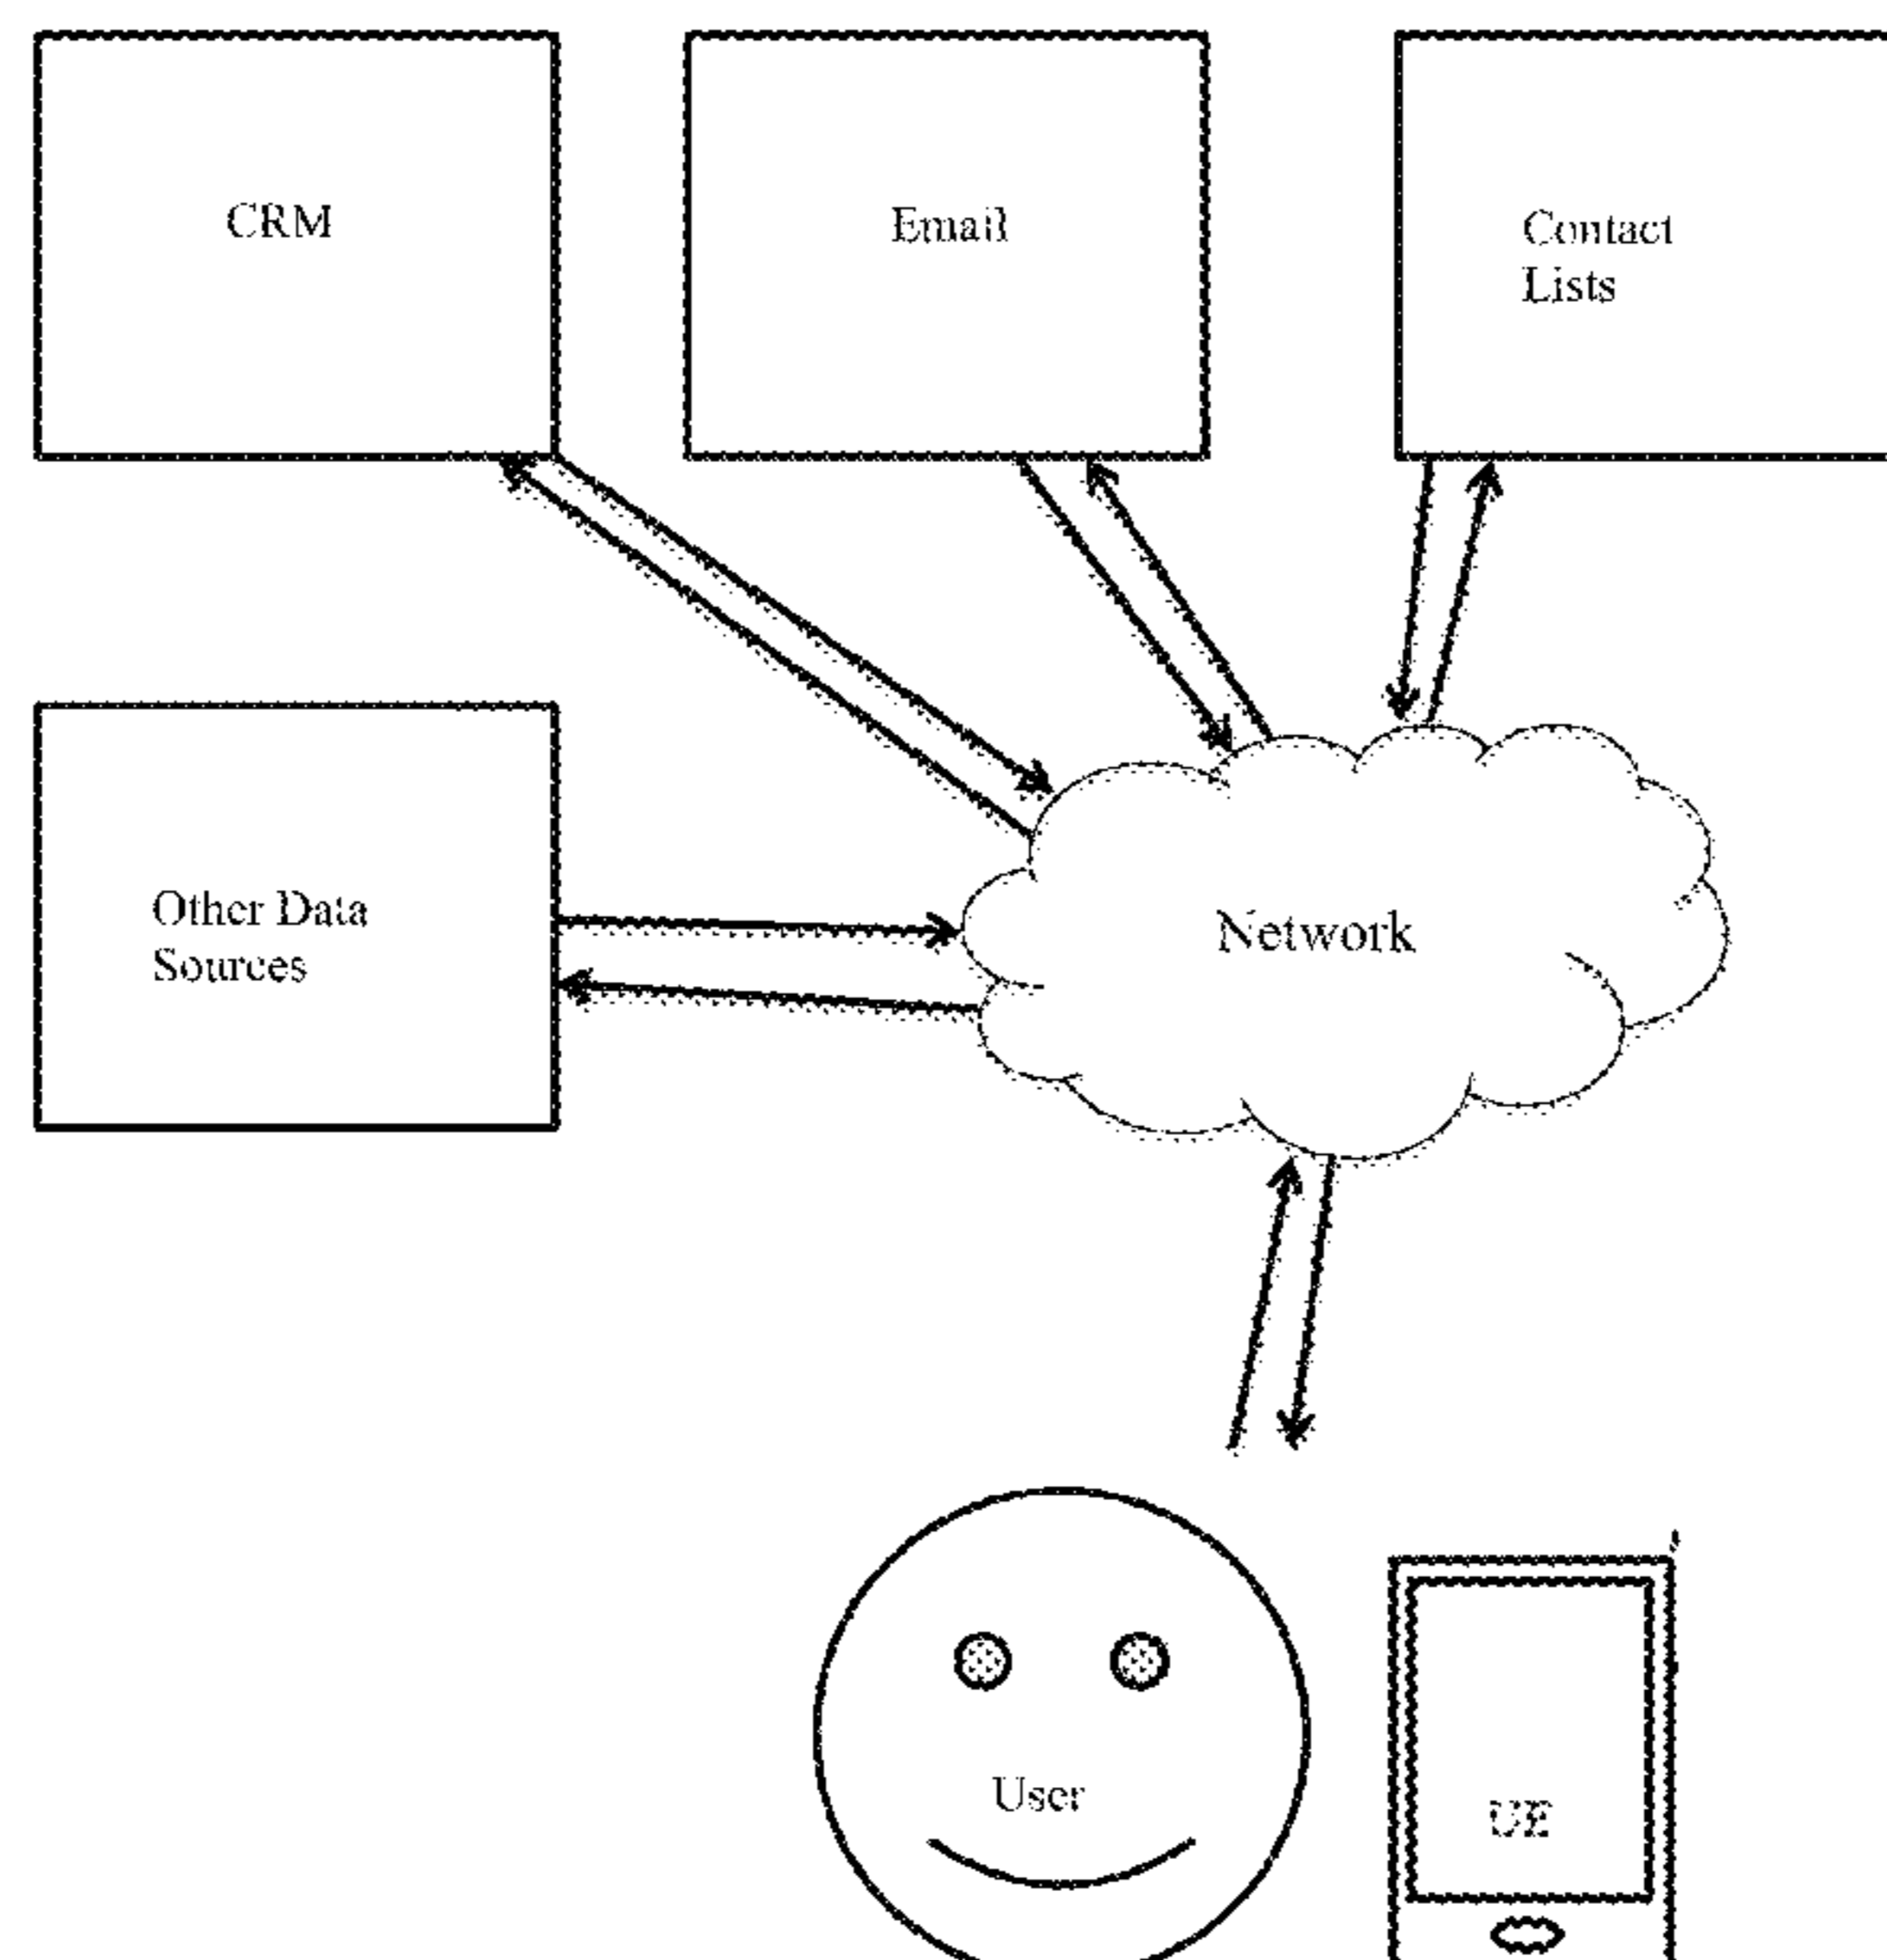 CRM
Email
Contact
Lists
Other Data
Sources
Network
User
UE